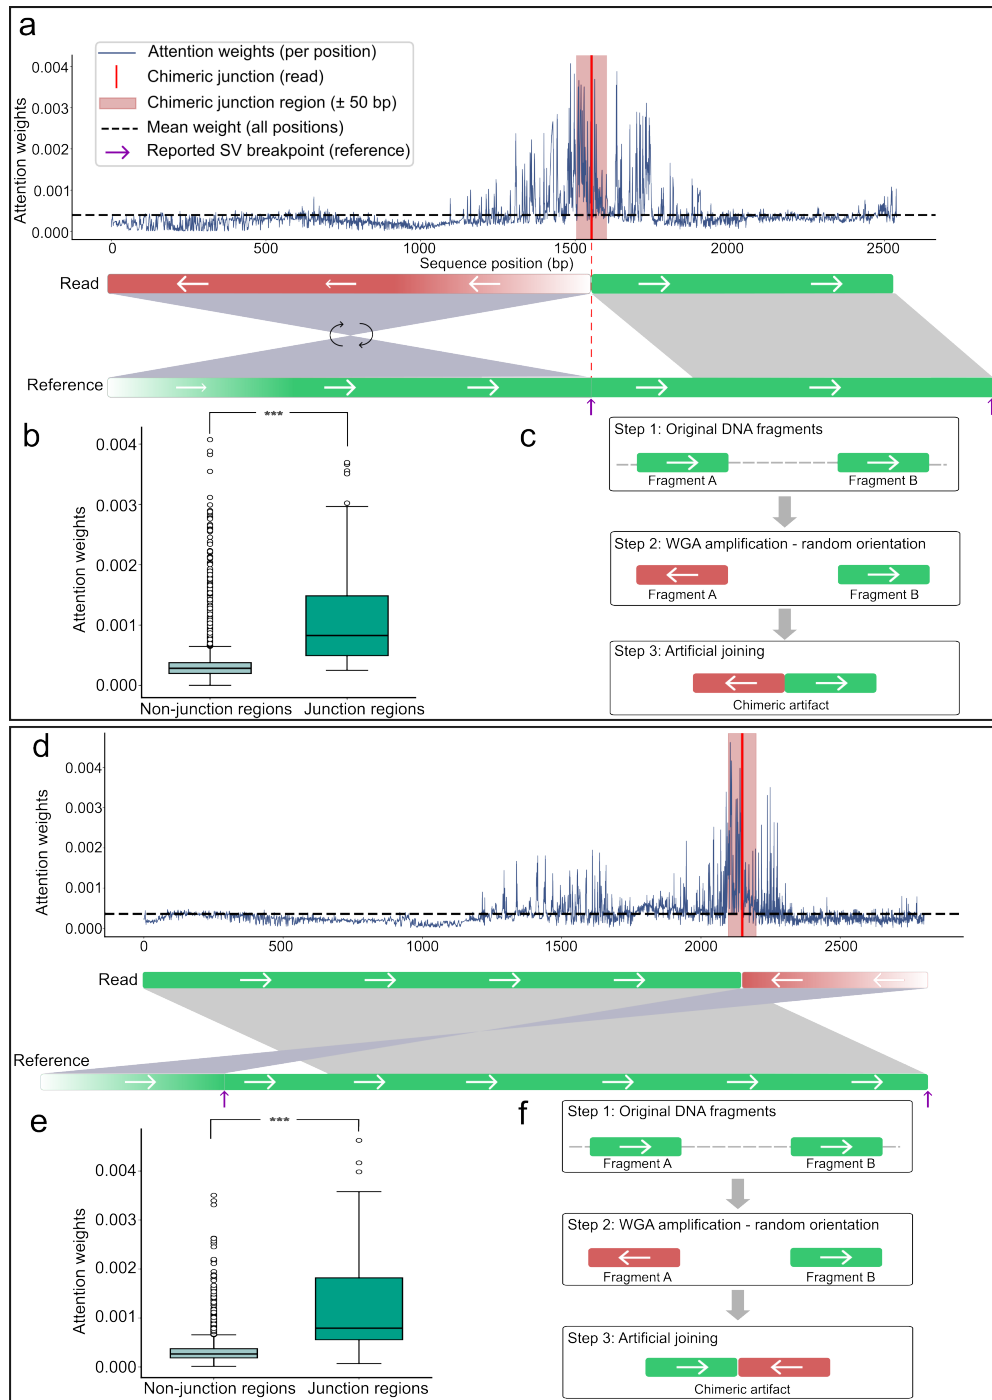 a
Attention weights (per position)
Chimeric junction (read)
Chimeric junction region (± 50 bp)
Mean weight (all positions)
Reported SV breakpoint (reference)
Attention weights
0.004
0.003
0.002
0.001
0.000
0
500
1000
1500
2000
2500
Sequence position (bp)
Read
Reference
b
***
Attention weights
0.004
0.003
0.002
0.001
0.000
Non-junction regions
Junction regions
c
Step 1: Original DNA fragments
Fragment A
Fragment B
Step 2: WGA amplification - random orientation
Fragment A
Fragment B
Step 3: Artificial joining
Chimeric artifact
d
Attention weights
0.004
0.003
0.002
0.001
0.000
0
500
1000
1500
2000
2500
Read
Reference
e
***
Attention weights
0.004
0.003
0.002
0.001
0.000
Non-junction regions
Junction regions
f
Step 1: Original DNA fragments
Fragment A
Fragment B
Step 2: WGA amplification - random orientation
Fragment A
Fragment B
Step 3: Artificial joining
Chimeric artifact